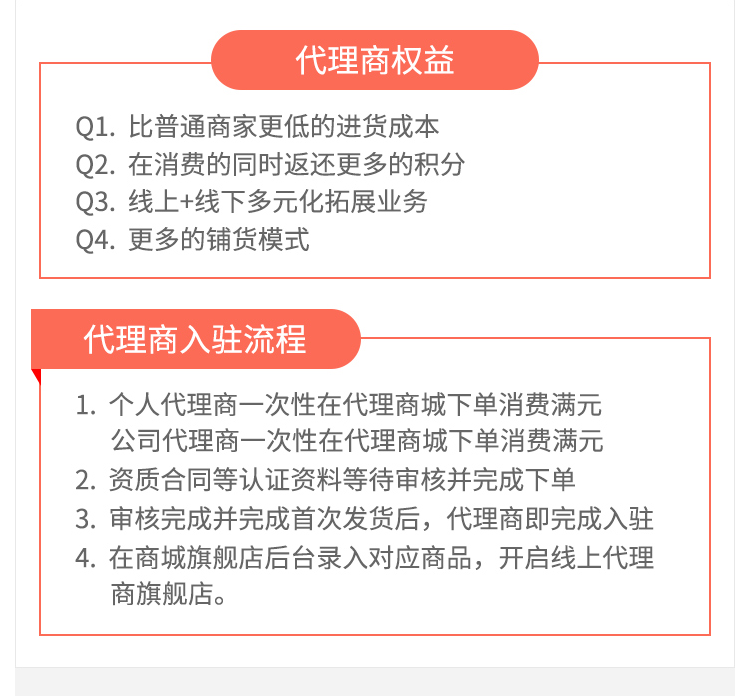 代理商权益
Q1. 比普通商家更低的进货成本
Q2. 在消费的同时返还更多的积分
Q3. 线上+线下多元化拓展业务
Q4. 更多的铺货模式
代理商入驻流程
1. 个人代理商一次性在代理商城下单消费满元
公司代理商一次性在代理商城下单消费满元
2. 资质合同等认证资料等待审核并完成下单
3. 审核完成并完成首次发货后，代理商即完成入驻
4. 在商城旗舰店后台录入对应商品，开启线上代理
商旗舰店。